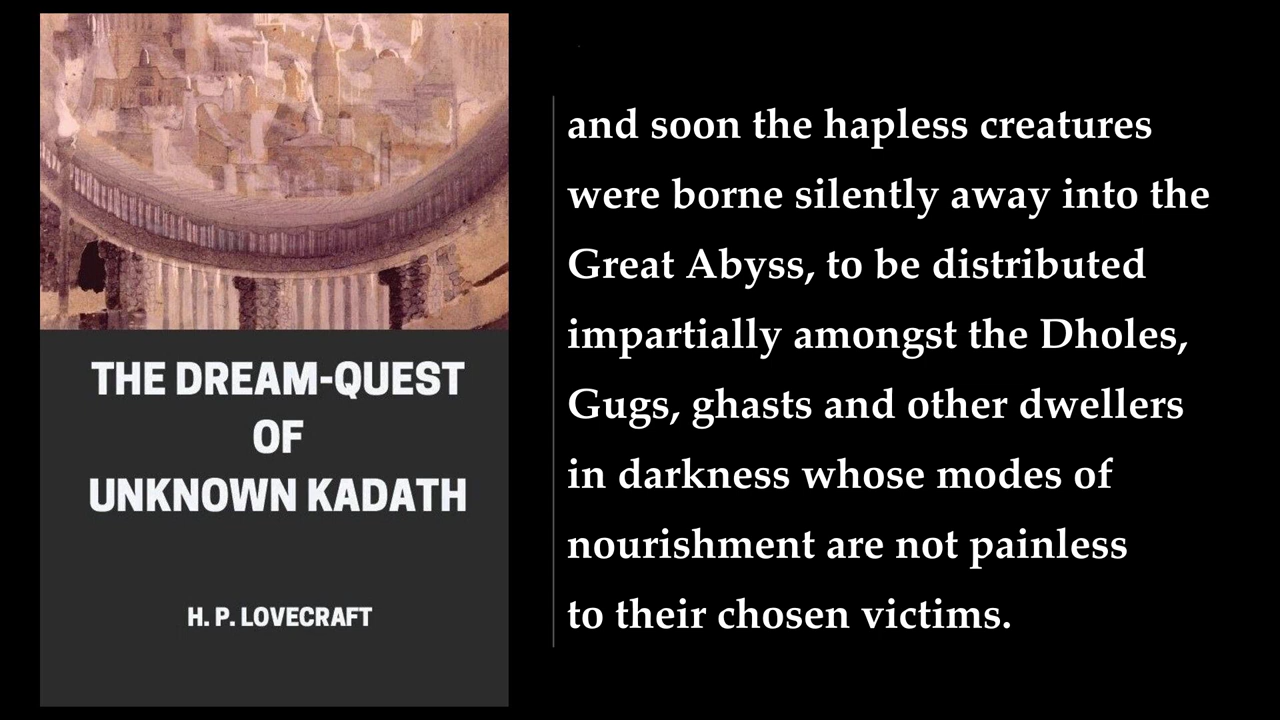 THE DREAM-QUEST
OF
UNKNOWN KADATH
H. P. LOVECRAFT
and soon the hapless creatures
were borne silently away into the
Great Abyss, to be distributed
impartially amongst the Dholes,
Gugs, ghasts and other dwellers
in darkness whose modes of
nourishment are not painless
to their chosen victims.